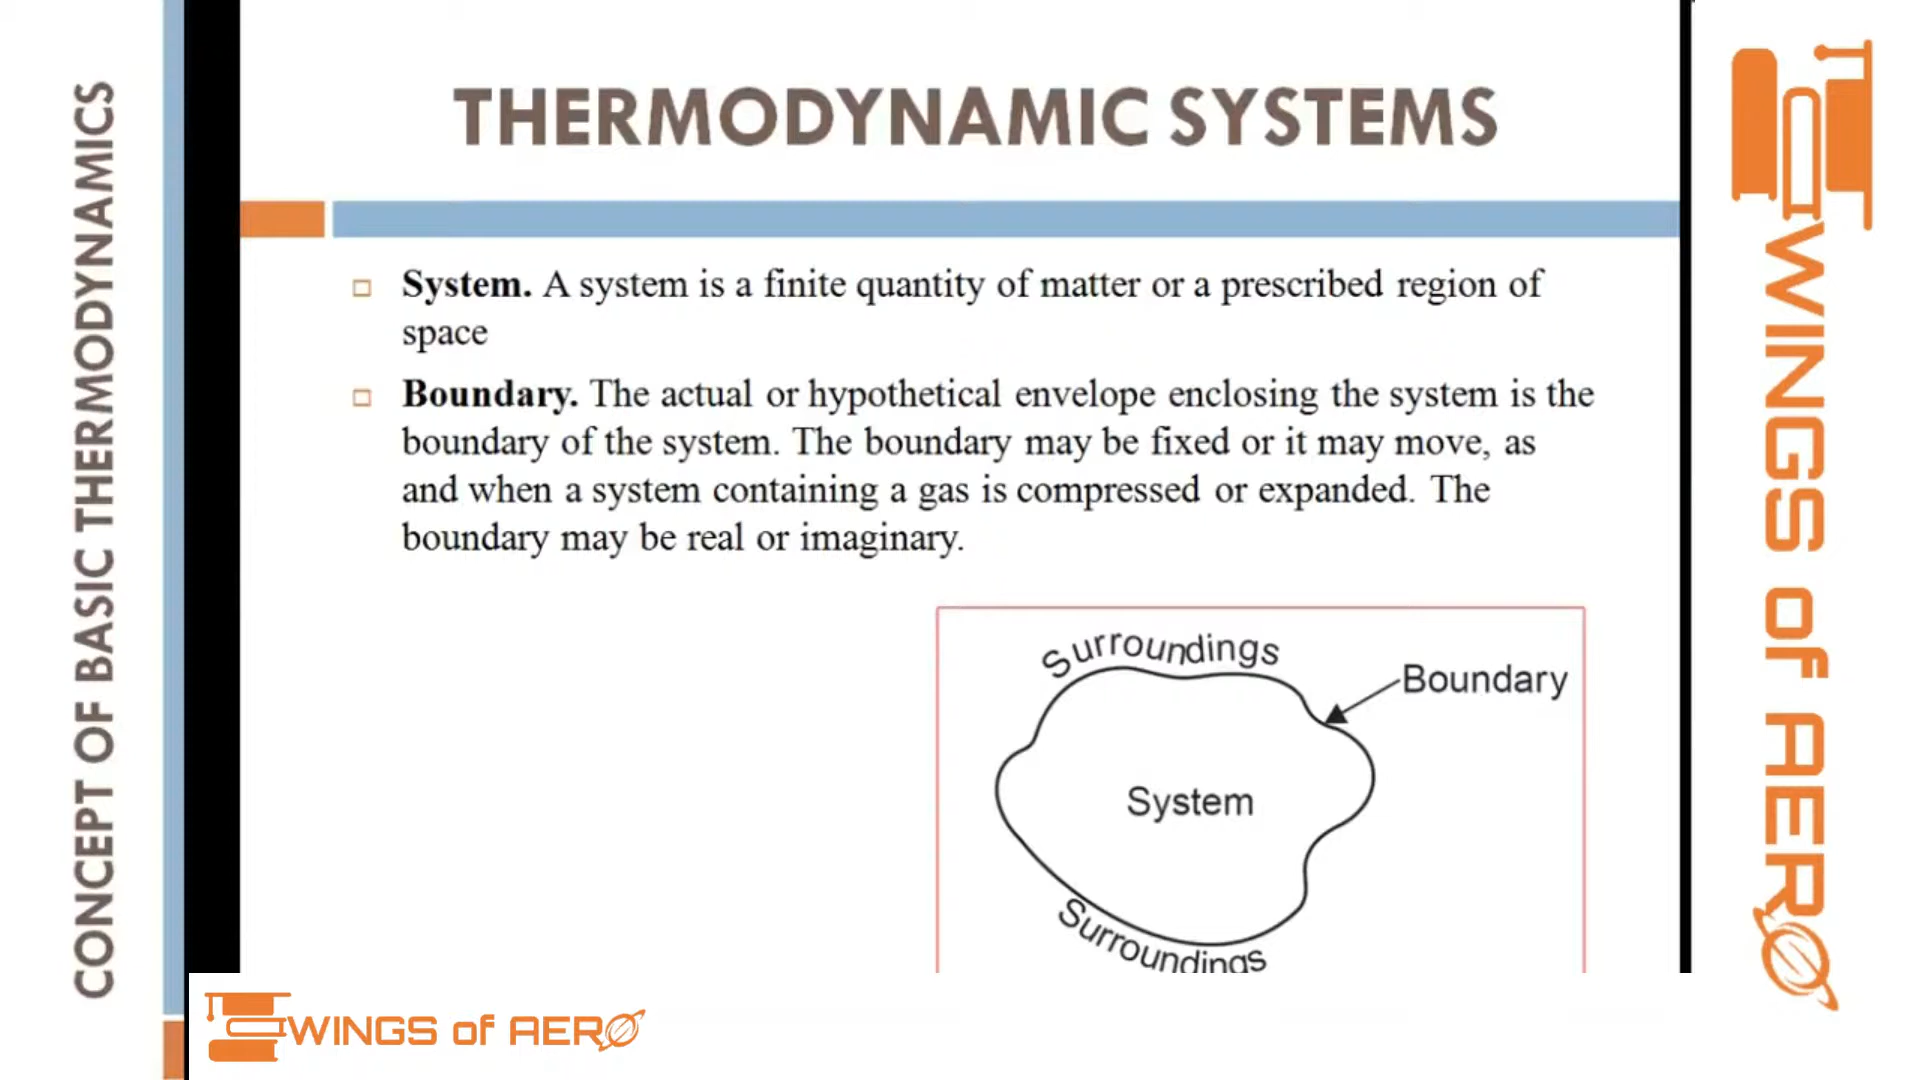 CONCEPT OF BASIC THERMODYNAMICS
THERMODYNAMIC SYSTEMS
System. A system is a finite quantity of matter or a prescribed region of
space
Boundary. The actual or hypothetical envelope enclosing the system is the
boundary of the system. The boundary may be fixed or it may move, as
and when a system containing a gas is compressed or expanded. The
boundary may be real or imaginary.
Surroundings
Boundary
System
Surroundings
WINGS of AERO
WINGS of AERO